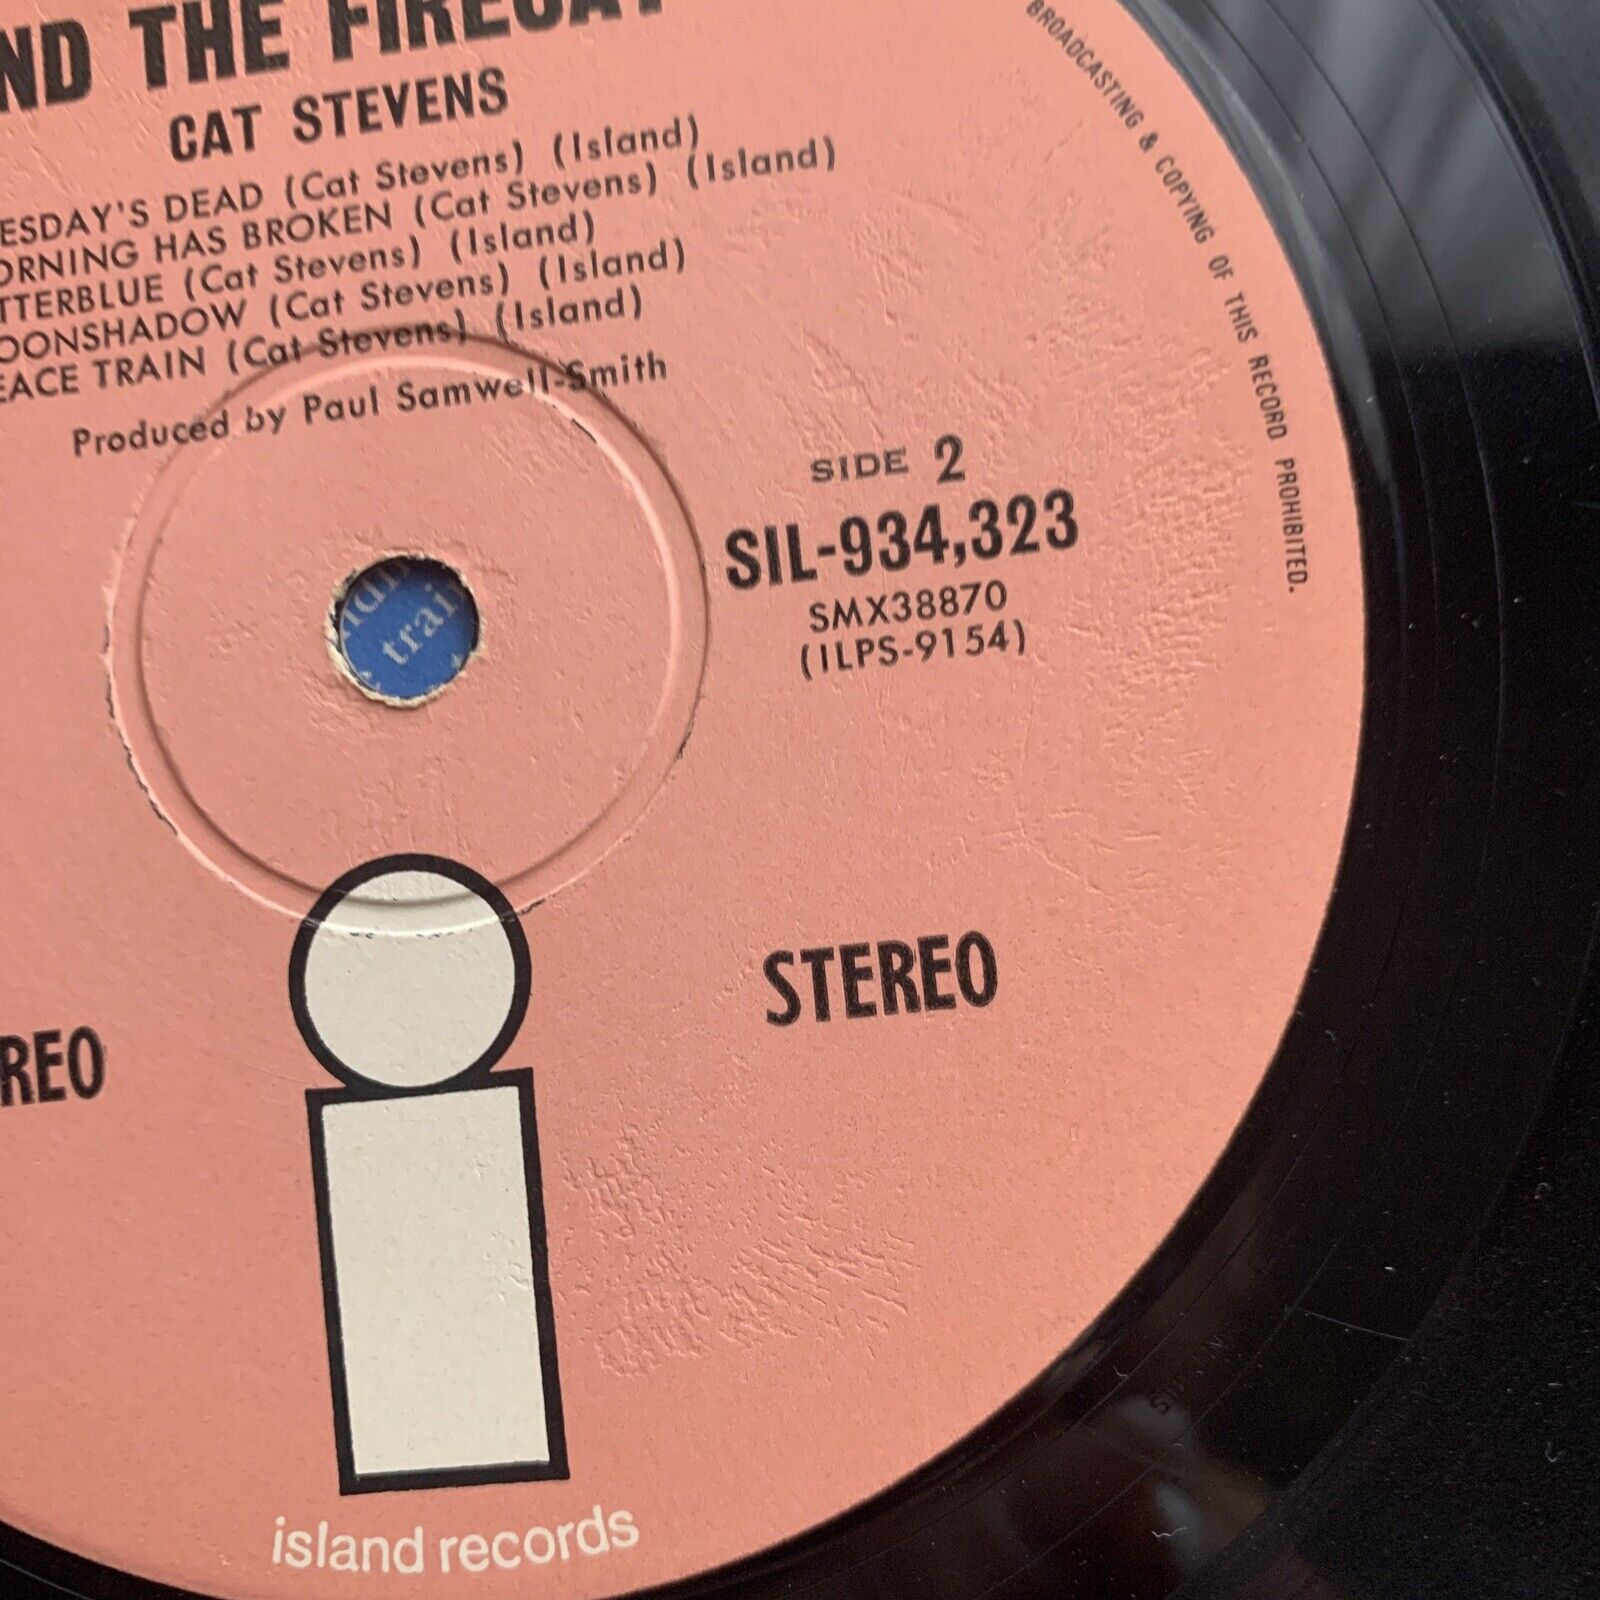 THE FIRECAT
CAT STEVENS
ESDAY'S DEAD (Cat Stevens) (Island)
ORNING HAS BROKEN (Cat Stevens) (Island)
TTERBLUE (Cat Stevens) (Island)
OONSHADOW (Cat Stevens) (Island)
EACE TRAIN (Cat Stevens) (Island)
Produced by Paul Samwell-Smith
SIDE 2
SIL-934,323
SMX38870
(ILPS-9154)
trai
STEREO
REO
island records
BROADCASTING & COPYING OF THIS RECORD PROHIBITED.